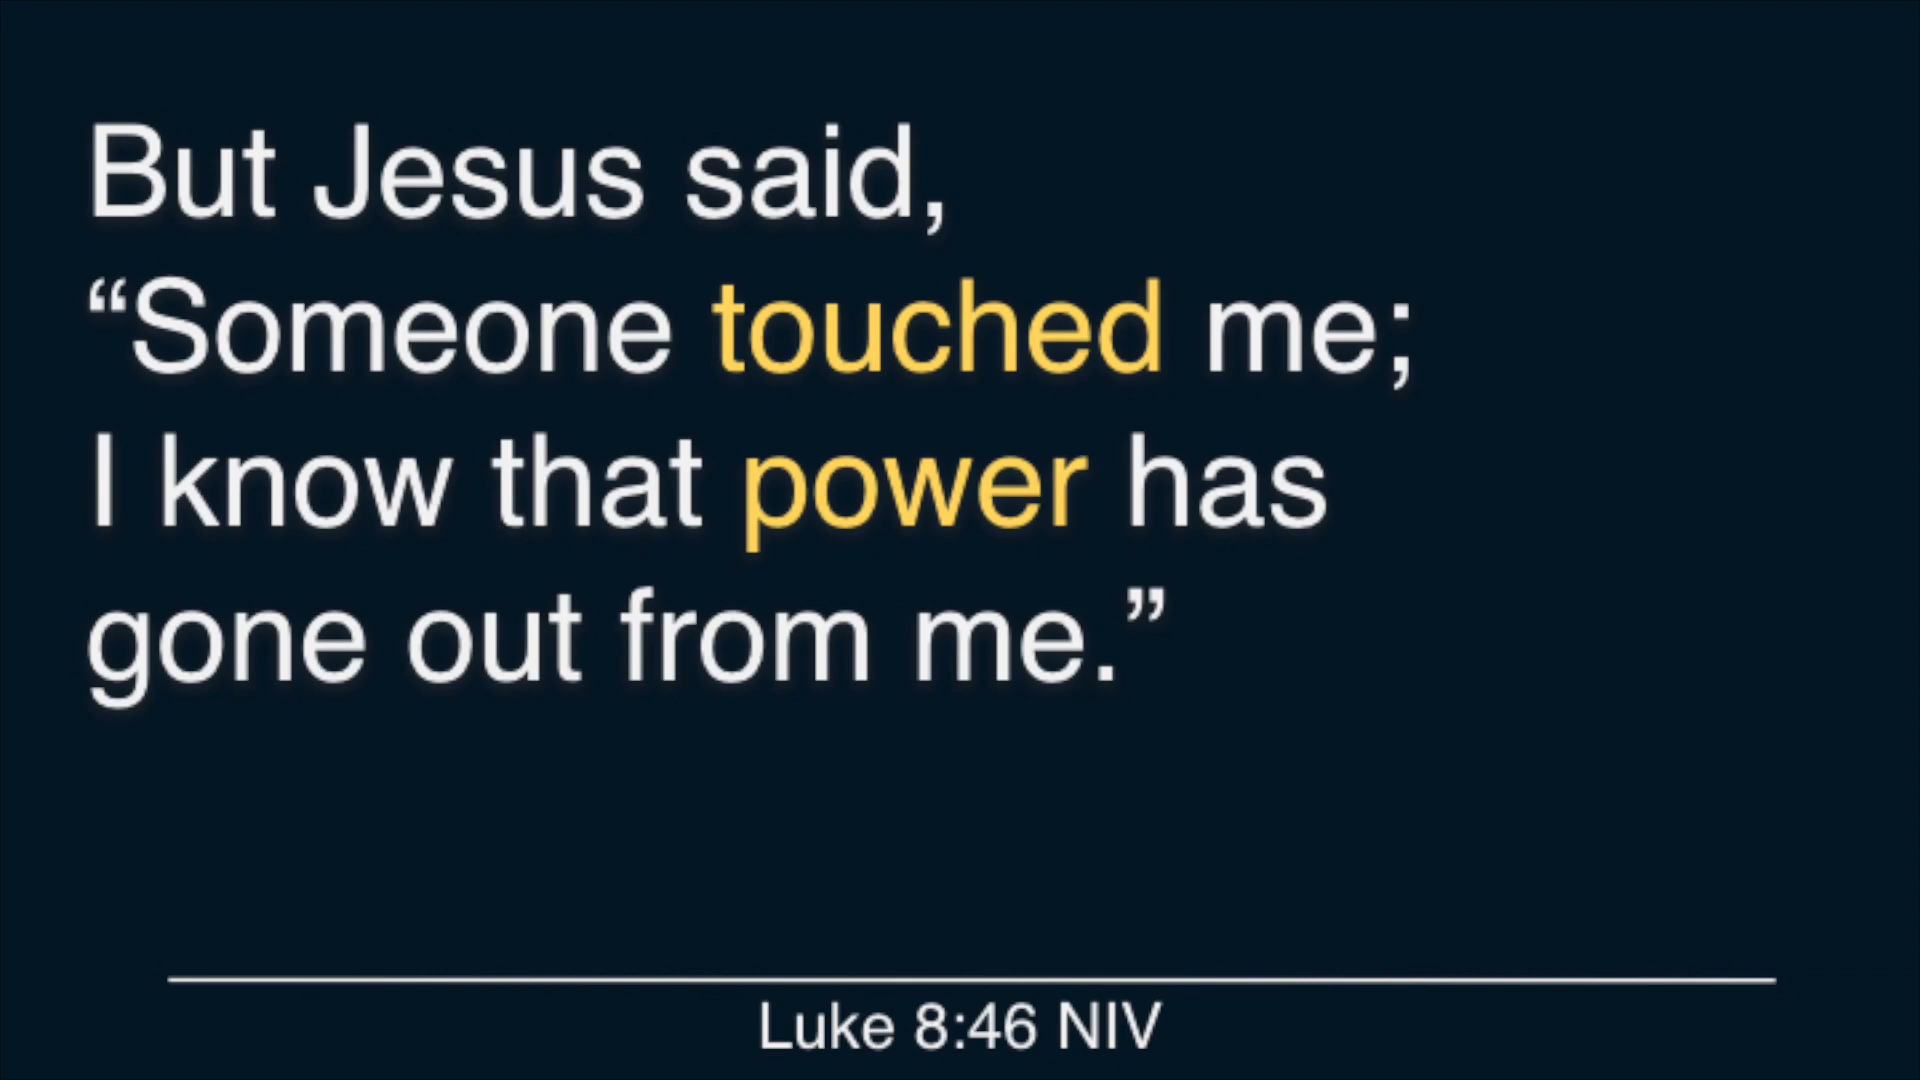 But Jesus said,
“Someone touched me;
I know that power has
gone out from me.”
Luke 8:46 NIV